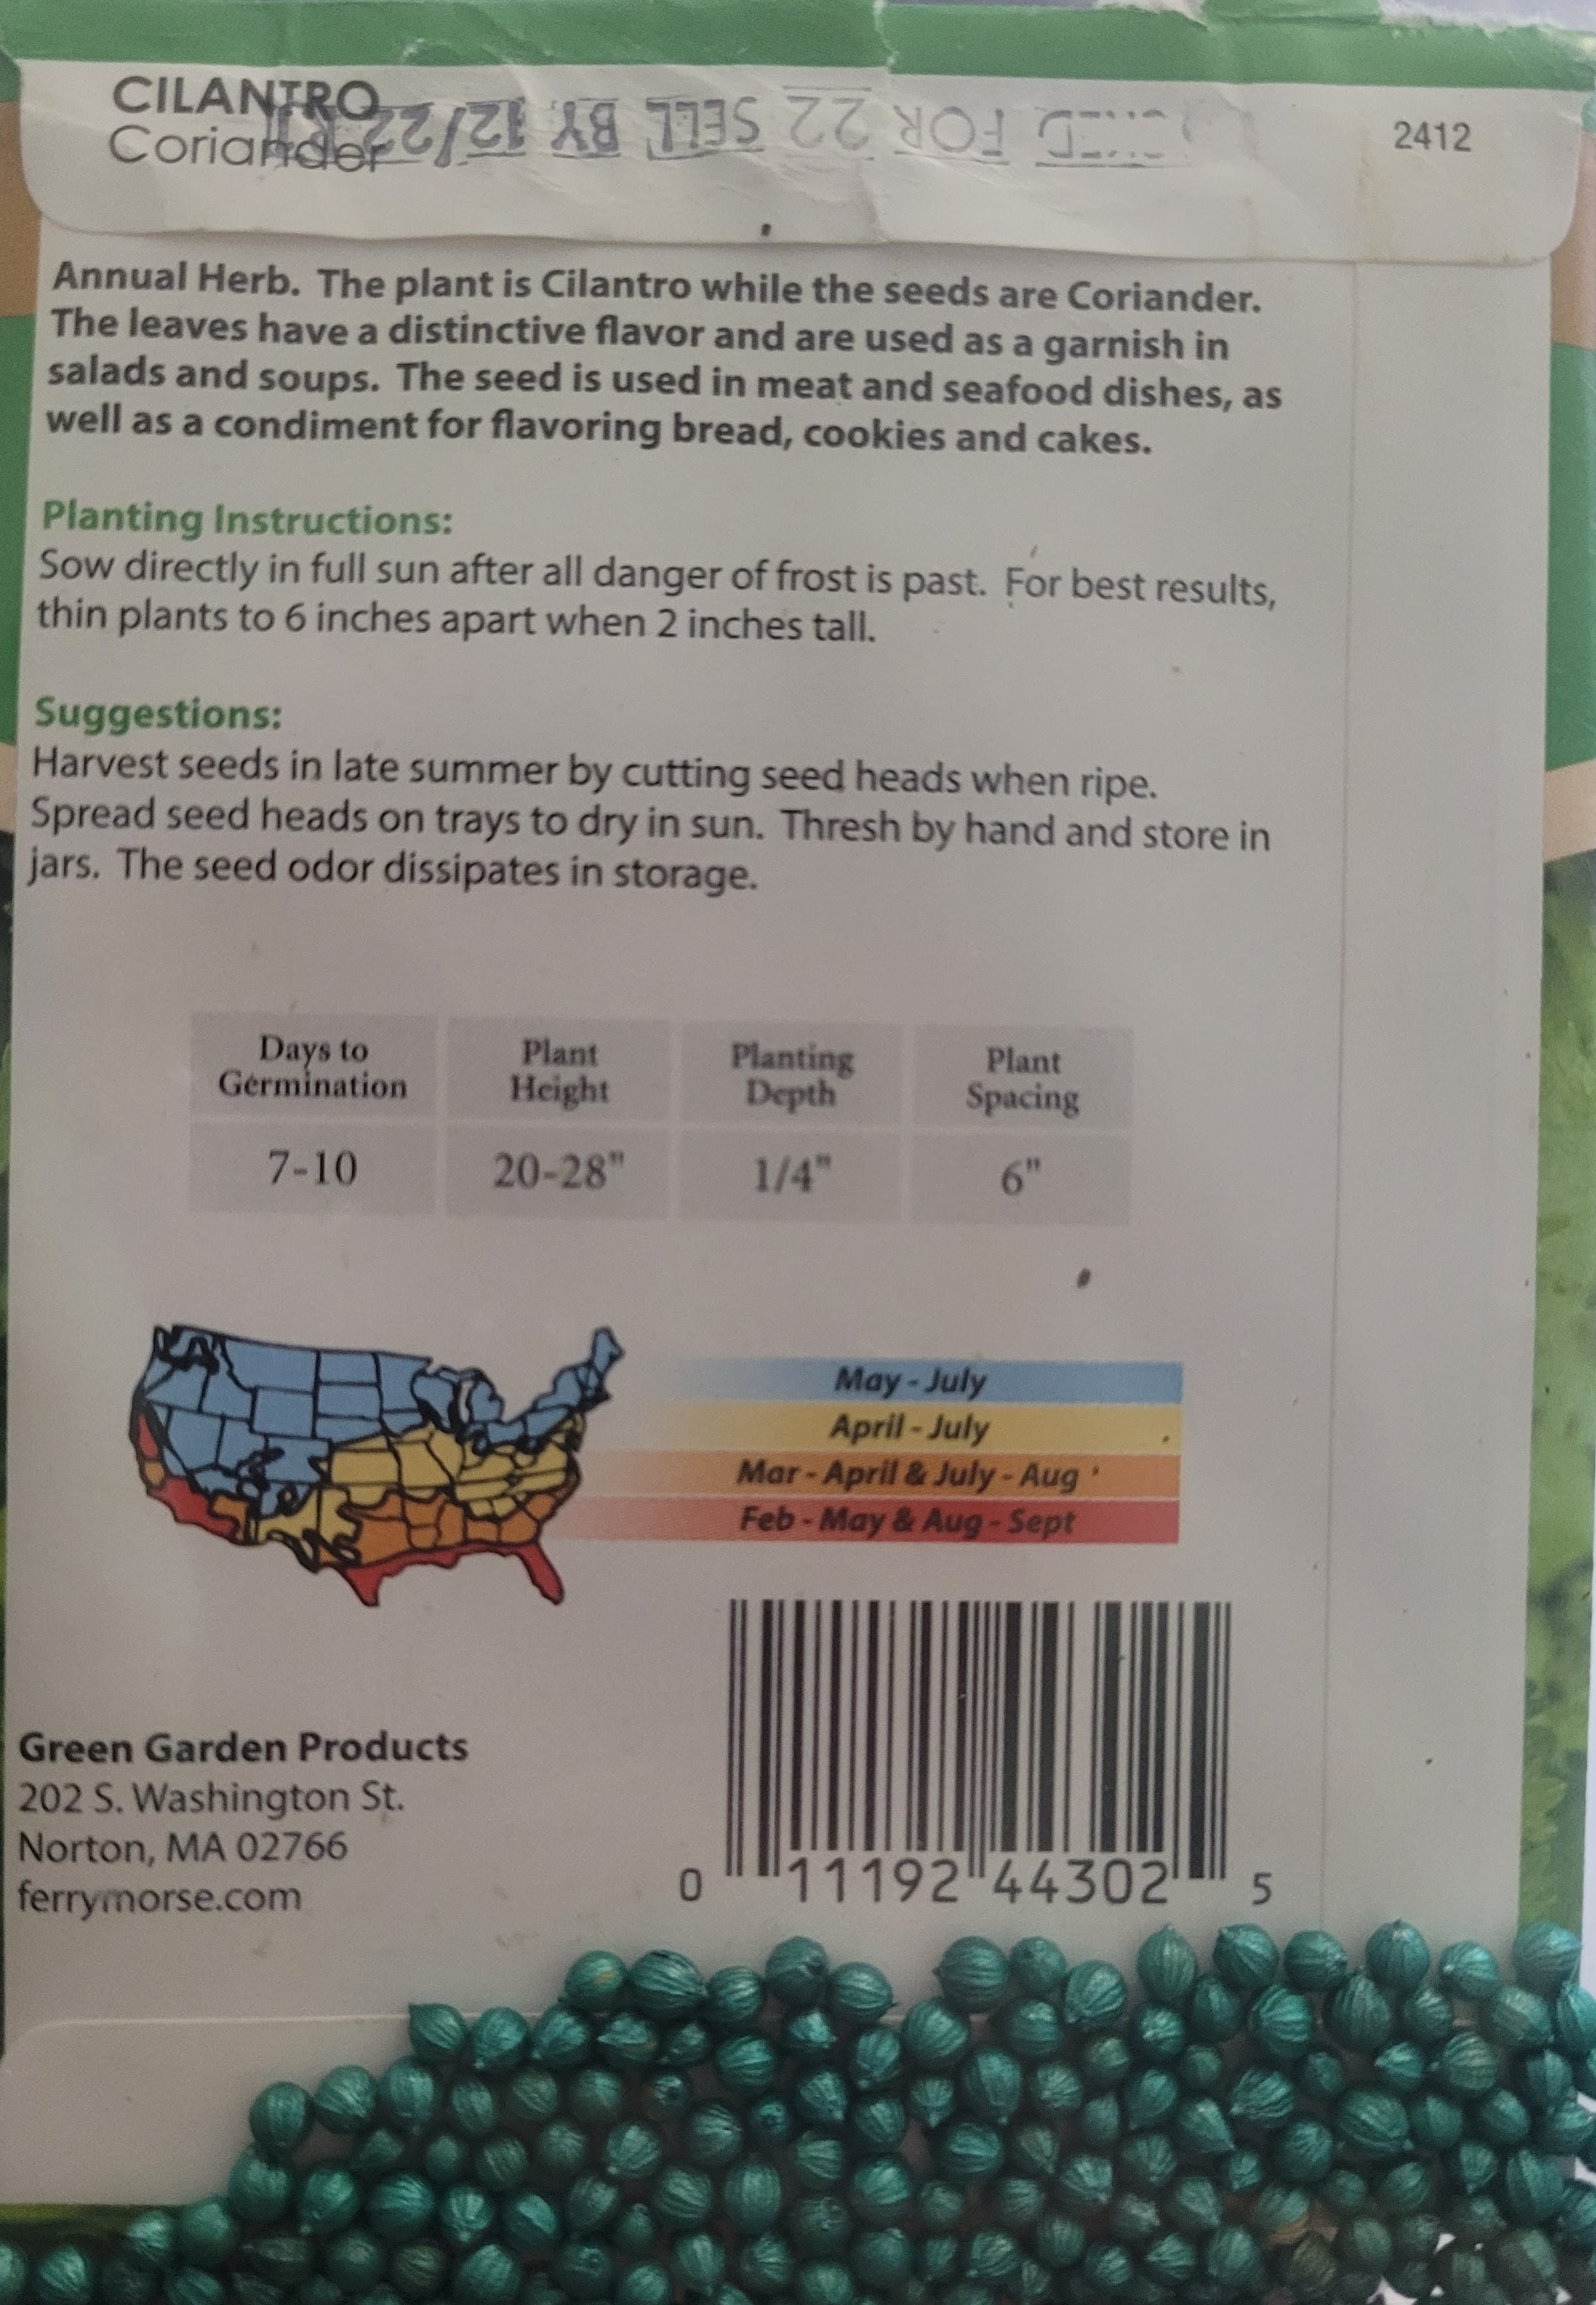 CILANTRO
Coriander
FOR 22 SELL BY 12/22
2412
Annual Herb. The plant is Cilantro while the seeds are Coriander.
The leaves have a distinctive flavor and are used as a garnish in
salads and soups. The seed is used in meat and seafood dishes, as
well as a condiment for flavoring bread, cookies and cakes.
Planting Instructions:
Sow directly in full sun after all danger of frost is past. For best results,
thin plants to 6 inches apart when 2 inches tall.
Suggestions:
Harvest seeds in late summer by cutting seed heads when ripe.
Spread seed heads on trays to dry in sun. Thresh by hand and store in
jars. The seed odor dissipates in storage.
Days to
Germination
Plant
Height
Planting
Depth
Plant
Spacing
7-10
20-28"
1/4"
6"
May - July
April - July
Mar - April & July - Aug
Feb - May & Aug - Sept
Green Garden Products
202 S. Washington St.
Norton, MA 02766
ferrymorse.com
0 11192 44302 5